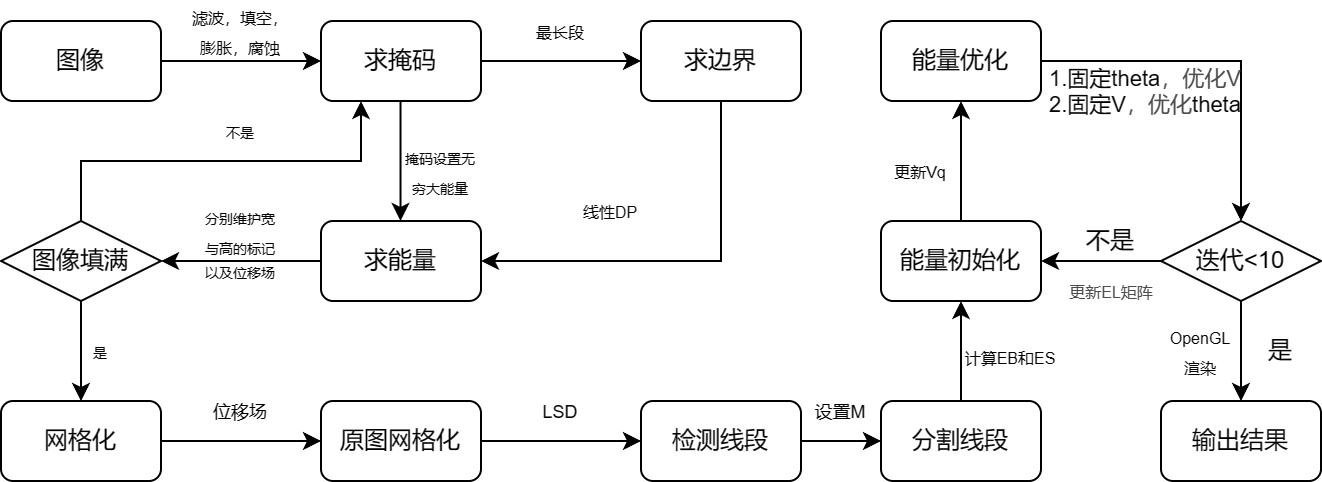 图像
滤波，填空，
膨胀，腐蚀
求掩码
最长段
求边界
不是
掩码设置无
穷大能量
线性DP
求能量
分别维护宽
与高的标记
以及位移场
图像填满
是
网格化
位移场
原图网格化
LSD
检测线段
设置M
分割线段
计算EB和ES
能量初始化
更新Vq
能量优化
1.固定theta，优化V
2.固定V，优化theta
迭代<10
不是
更新EL矩阵
OpenGL
渲染
是
输出结果